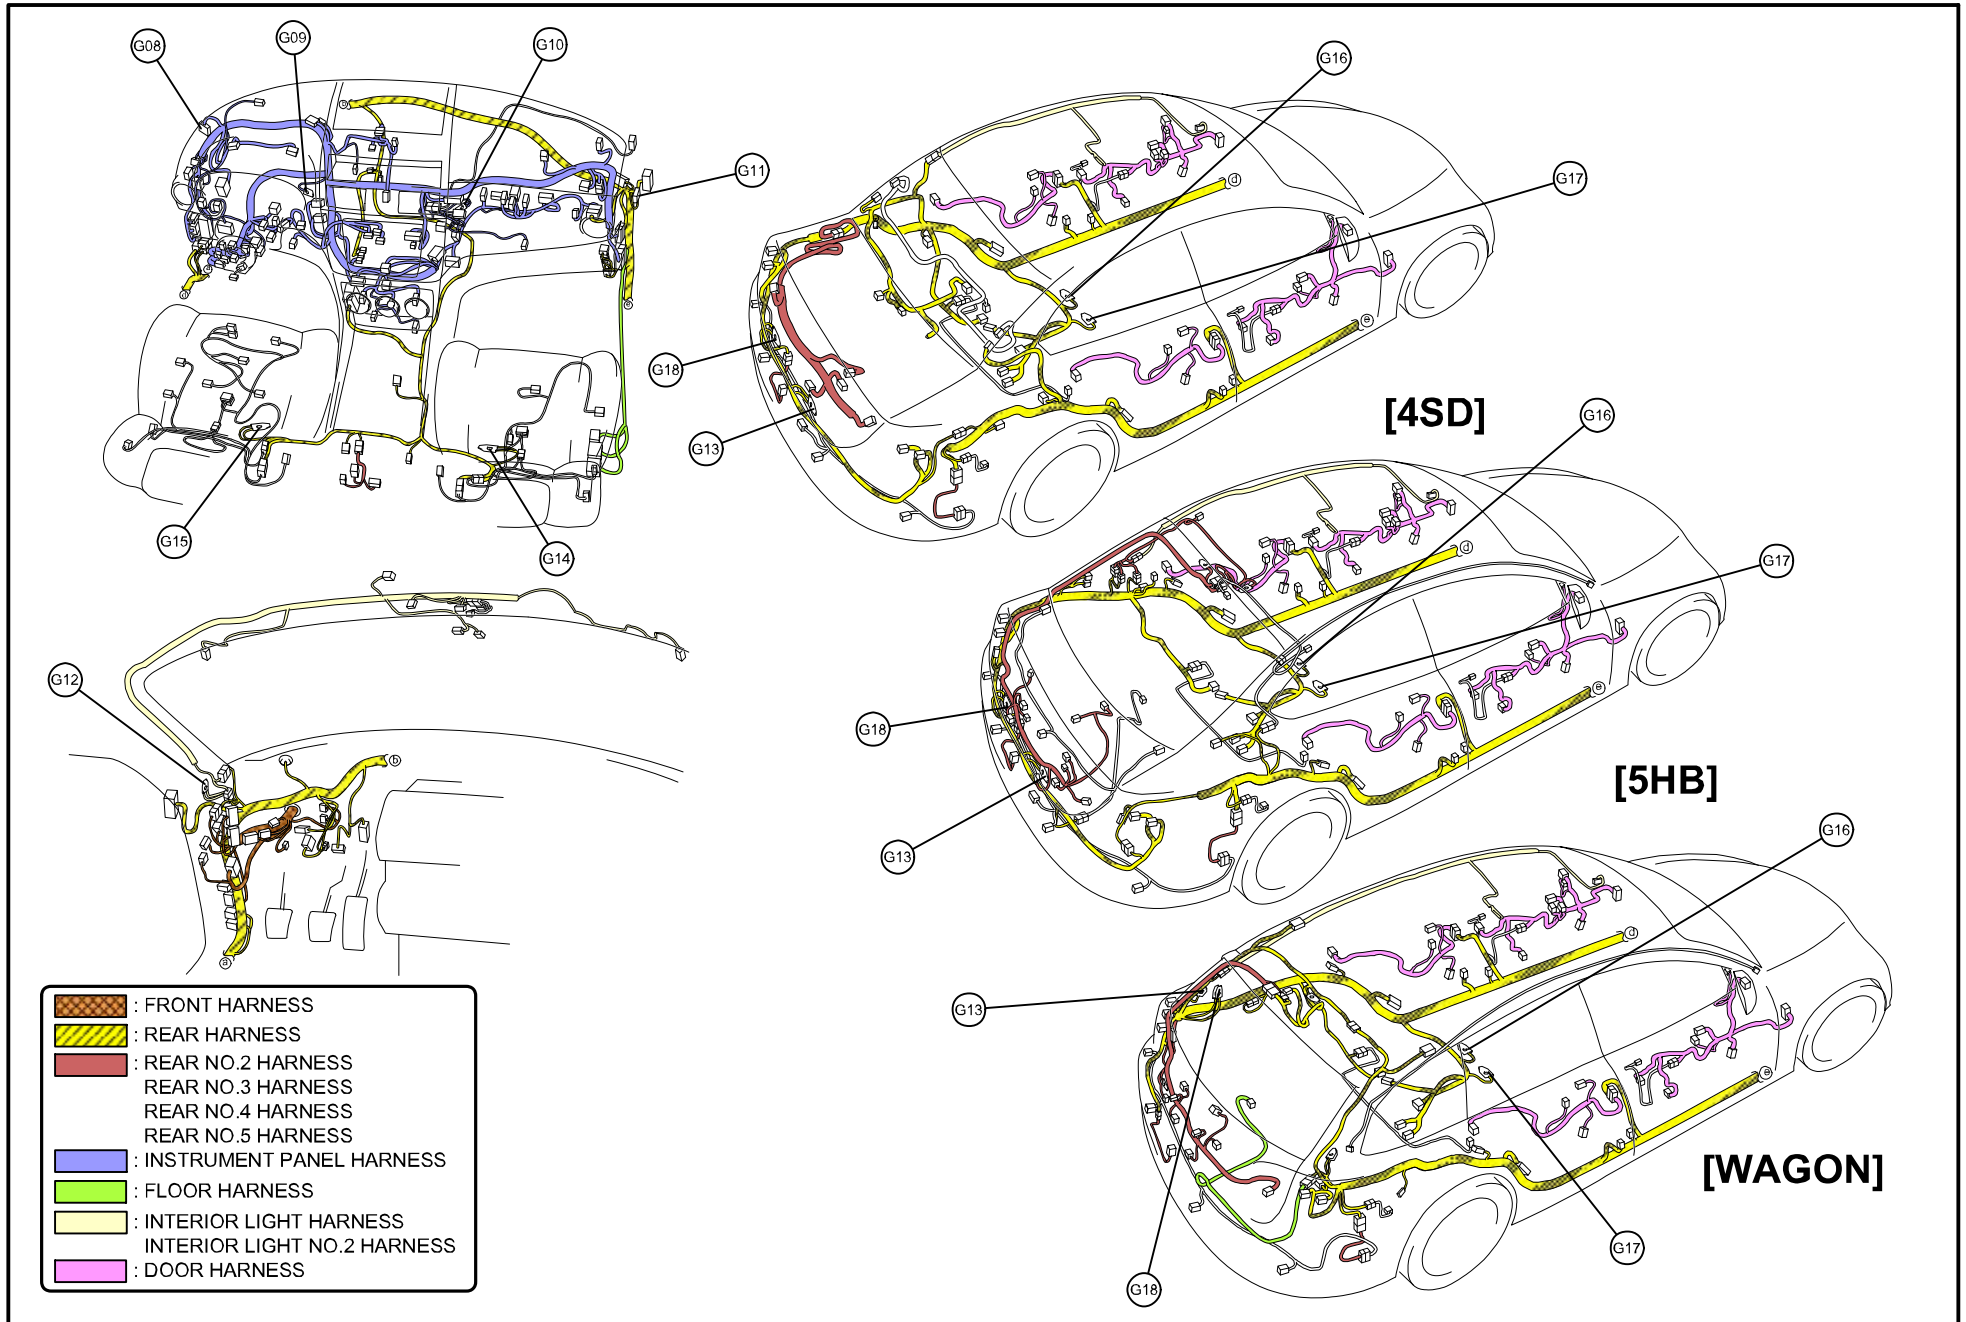 G08
G09
G10
G11
G15
G14
G12
b
a
G16
G17
d
e
G18
G13
[4SD]
G16
G17
d
e
G18
G13
[5HB]
G16
d
e
G13
G18
G17
[WAGON]
: FRONT HARNESS
: REAR HARNESS
: REAR NO.2 HARNESS
REAR NO.3 HARNESS
REAR NO.4 HARNESS
REAR NO.5 HARNESS
: INSTRUMENT PANEL HARNESS
: FLOOR HARNESS
: INTERIOR LIGHT HARNESS
INTERIOR LIGHT NO.2 HARNESS
: DOOR HARNESS